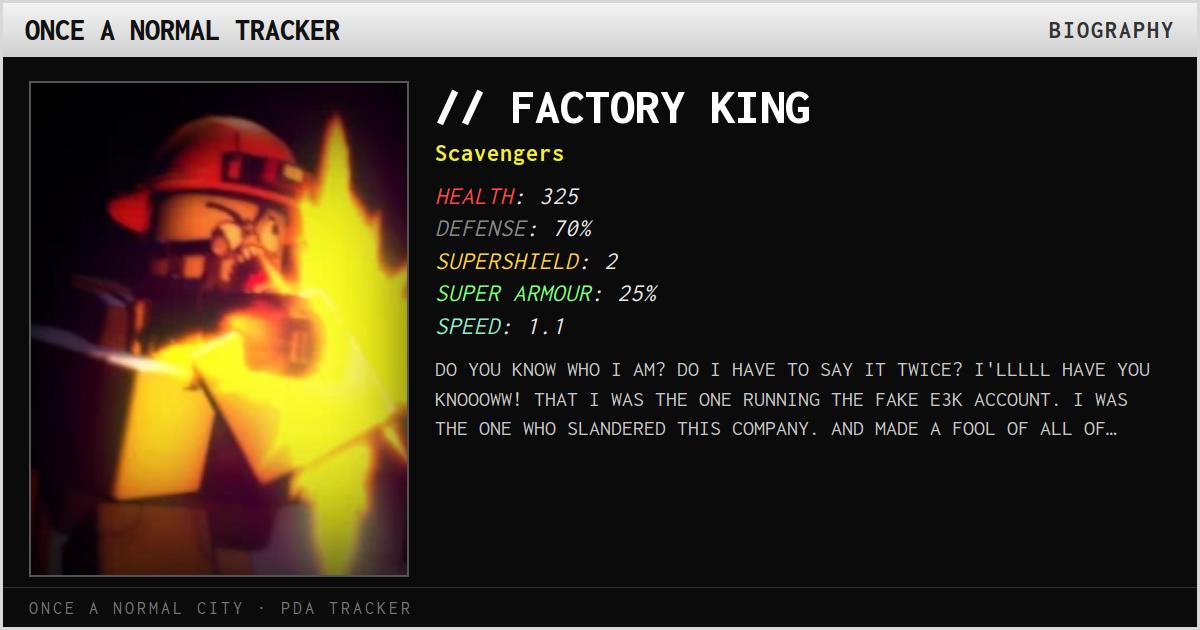 ONCE A NORMAL TRACKER
BIOGRAPHY
// FACTORY KING
Scavengers
HEALTH: 325
DEFENSE: 70%
SUPERSHIELD: 2
SUPER ARMOUR: 25%
SPEED: 1.1
DO YOU KNOW WHO I AM? DO I HAVE TO SAY IT TWICE? I'LLLLL HAVE YOU
KNOOOWW! THAT I WAS THE ONE RUNNING THE FAKE E3K ACCOUNT. I WAS
THE ONE WHO SLANDERED THIS COMPANY. AND MADE A FOOL OF ALL OF…
ONCE A NORMAL CITY · PDA TRACKER